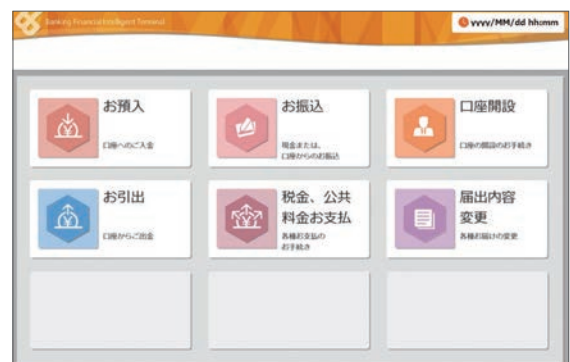 Banking Financial Intelligent Terminal
yyyy/MM/dd hh:mm
お預入
口座へのご入金
お振込
現金または、
口座からのお振込
口座開設
口座の開設のお手続き
お引出
口座からご出金
税金、公共
料金お支払
各種お支払の
お手続き
届出内容
変更
各種お届けの変更